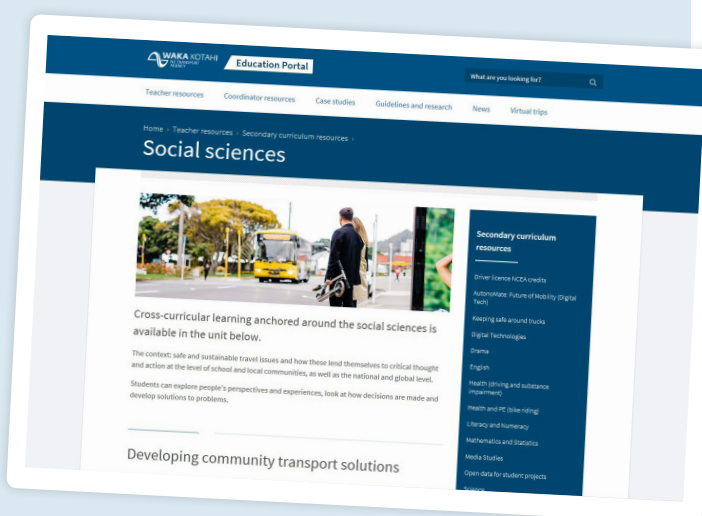 WAKA KOTAHI
NZ TRANSPORT
AGENCY
Education Portal
What are you looking for?
Teacher resources
Coordinator resources
Case studies
Guidelines and research
News
Virtual trips
Home › Teacher resources › Secondary curriculum resources ›
Social sciences
Cross-curricular learning anchored around the social sciences is
available in the unit below.
The context: safe and sustainable travel issues and how these lend themselves to critical thought
and action at the level of school and local communities, as well as the national and global level.
Students can explore people's perspectives and experiences, look at how decisions are made and
develop solutions to problems.
Developing community transport solutions
Secondary curriculum
resources
Driver licence NCEA credits
AutonoMate: Future of Mobility (Digital
Tech)
Keeping safe around trucks
Digital Technologies
Drama
English
Health (driving and substance
impairment)
Health and PE (bike riding)
Literacy and Numeracy
Mathematics and Statistics
Media Studies
Open data for student projects
Science